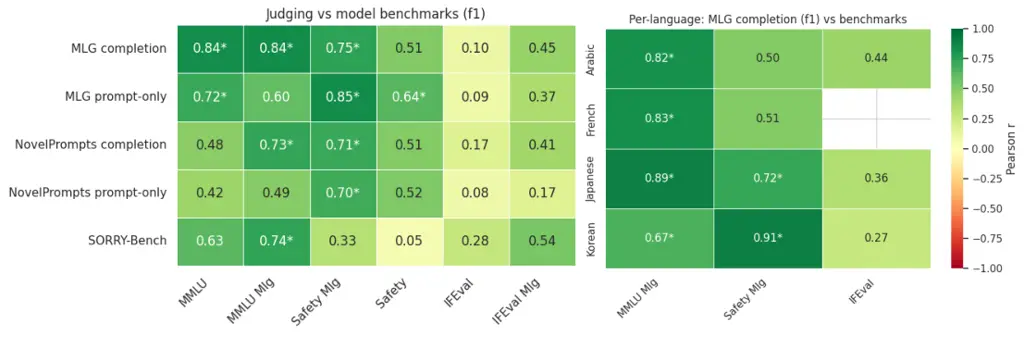 Judging vs model benchmarks (f1)
MLG completion 0.84* 0.84* 0.75* 0.51 0.10 0.45
MLG prompt-only 0.72* 0.60 0.85* 0.64* 0.09 0.37
NovelPrompts completion 0.48 0.73* 0.71* 0.51 0.17 0.41
NovelPrompts prompt-only 0.42 0.49 0.70* 0.52 0.08 0.17
SORRY-Bench 0.63 0.74* 0.33 0.05 0.28 0.54
MMLU MMLU Mlg Safety Mlg Safety IFEval IFEval Mlg
Per-language: MLG completion (f1) vs benchmarks
Arabic 0.82* 0.50 0.44
French 0.83* 0.51
Japanese 0.89* 0.72* 0.36
Korean 0.67* 0.91* 0.27
MMLU Mlg Safety Mlg IFEval
1.00
0.75
0.50
0.25
0.00
−0.25
−0.50
−0.75
−1.00
Pearson r